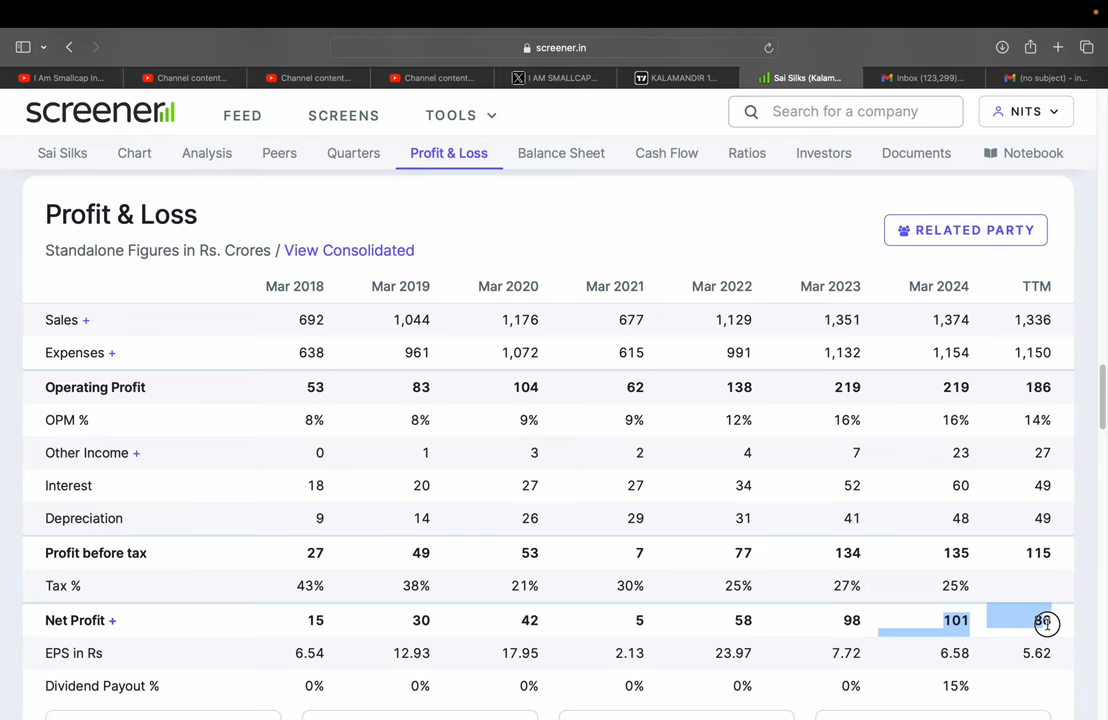 screener.in
I Am Smallcap In...
Channel content...
Channel content...
Channel content...
I AM SMALLCAP...
KALAMANDIR 1...
Sai Silks (Kalam...
Inbox (123,299)...
(no subject) - in...
screener
FEED
SCREENS
TOOLS
Search for a company
NITS
Sai Silks
Chart
Analysis
Peers
Quarters
Profit & Loss
Balance Sheet
Cash Flow
Ratios
Investors
Documents
Notebook
Profit & Loss
Standalone Figures in Rs. Crores / View Consolidated
RELATED PARTY
Mar 2018 Mar 2019 Mar 2020 Mar 2021 Mar 2022 Mar 2023 Mar 2024 TTM
Sales + 692 1,044 1,176 677 1,129 1,351 1,374 1,336
Expenses + 638 961 1,072 615 991 1,132 1,154 1,150
Operating Profit 53 83 104 62 138 219 219 186
OPM % 8% 8% 9% 9% 12% 16% 16% 14%
Other Income + 0 1 3 2 4 7 23 27
Interest 18 20 27 27 34 52 60 49
Depreciation 9 14 26 29 31 41 48 49
Profit before tax 27 49 53 7 77 134 135 115
Tax % 43% 38% 21% 30% 25% 27% 25%
Net Profit + 15 30 42 5 58 98 101
EPS in Rs 6.54 12.93 17.95 2.13 23.97 7.72 6.58 5.62
Dividend Payout % 0% 0% 0% 0% 0% 0% 15%